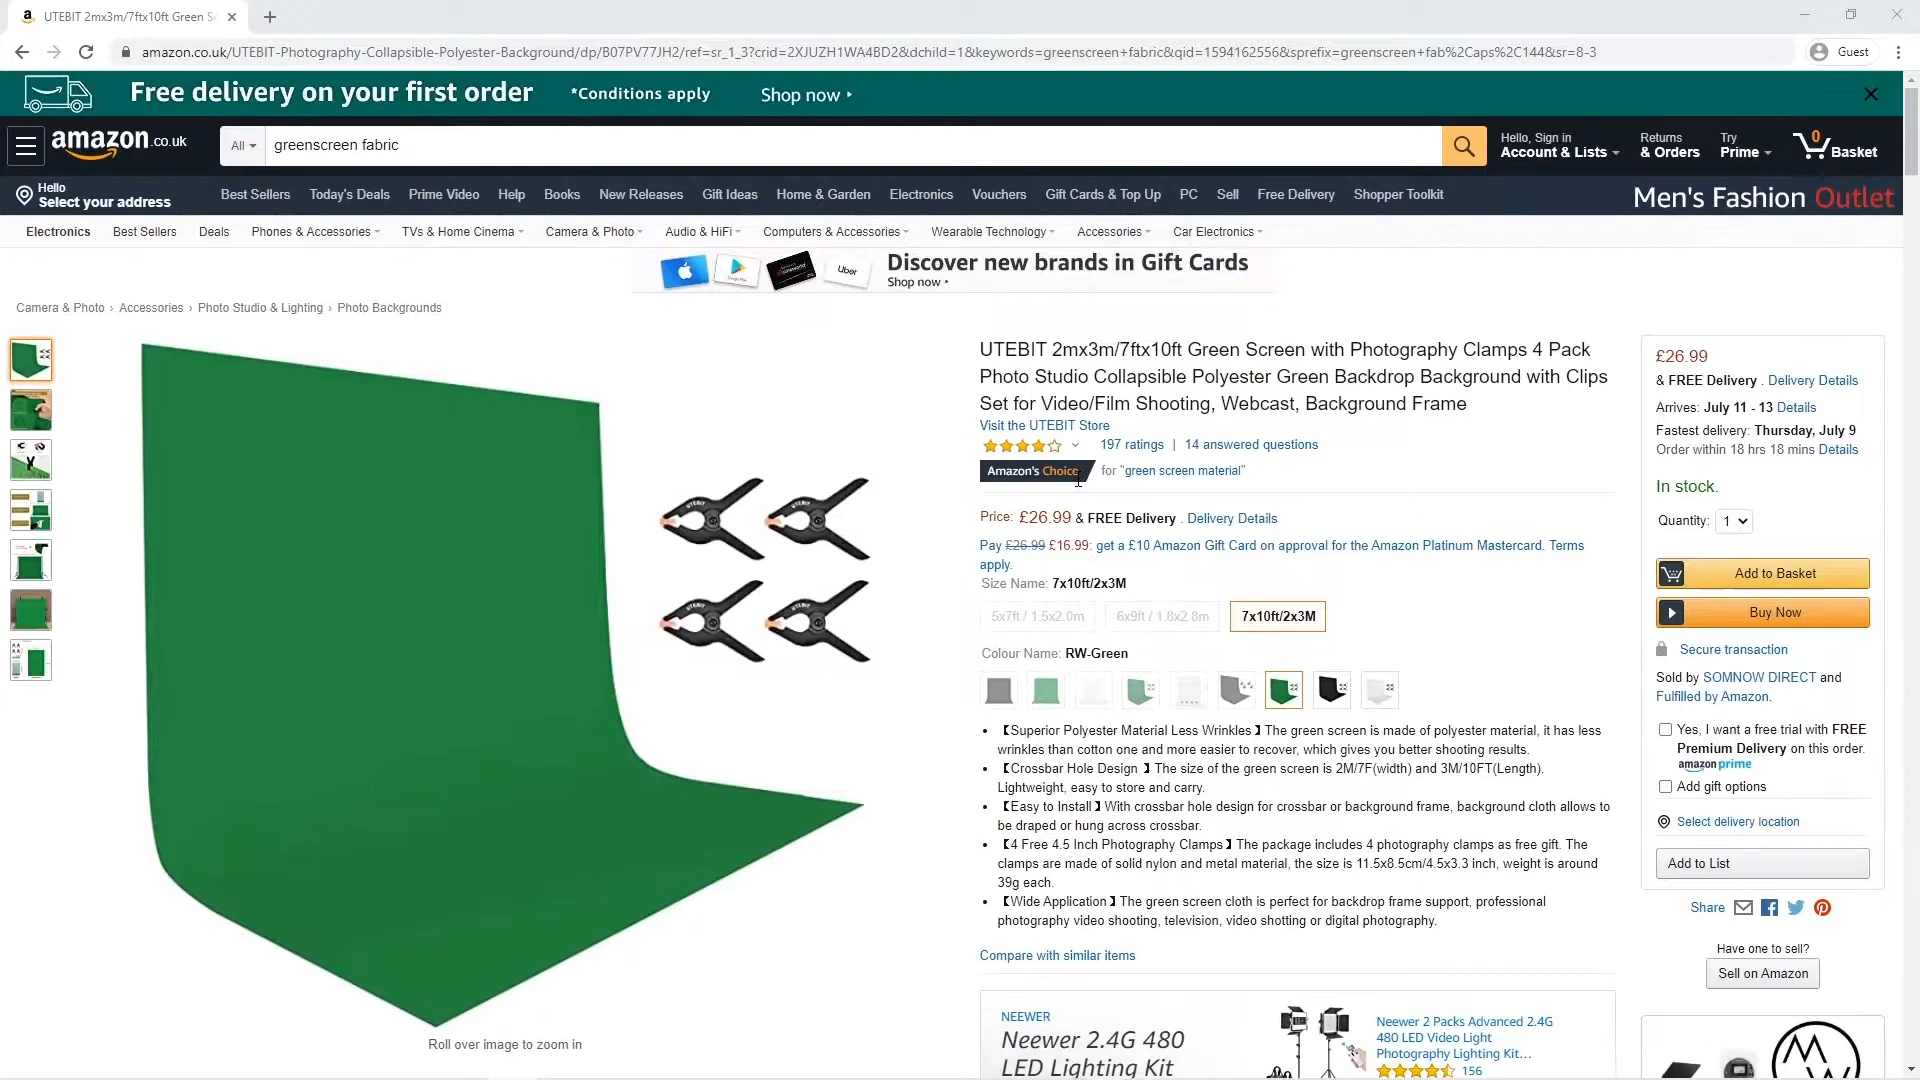 UTEBIT 2mx3m/7ftx10ft Green Sc
amazon.co.uk/UTEBIT-Photography-Collapsible-Polyester-Background/dp/B07PV77JH2/ref=sr_1_3?crid=2XJUZH1WA4BD2&dchild=1&keywords=greenscreen+fabric&qid=1594162556&sprefix=greenscreen+fab%2Caps%2C144&sr=8-3
Guest
Free delivery on your first order *Conditions apply Shop now
amazon.co.uk
All
greenscreen fabric
Hello, Sign in
Account & Lists
Returns
& Orders
Try
Prime
0
Basket
Hello
Select your address
Best Sellers Today's Deals Prime Video Help Books New Releases Gift Ideas Home & Garden Electronics Vouchers Gift Cards & Top Up PC Sell Free Delivery Shopper Toolkit
Men's Fashion Outlet
Electronics Best Sellers Deals Phones & Accessories TVs & Home Cinema Camera & Photo Audio & HiFi Computers & Accessories Wearable Technology Accessories Car Electronics
Uber
Discover new brands in Gift Cards
Shop now
Camera & Photo › Accessories › Photo Studio & Lighting › Photo Backgrounds
UTEBIT 2mx3m/7ftx10ft Green Screen with Photography Clamps 4 Pack
Photo Studio Collapsible Polyester Green Backdrop Background with Clips
Set for Video/Film Shooting, Webcast, Background Frame
Visit the UTEBIT Store
197 ratings | 14 answered questions
Amazon's Choice for "green screen material"
Price: £26.99 & FREE Delivery . Delivery Details
Pay £26.99 £16.99: get a £10 Amazon Gift Card on approval for the Amazon Platinum Mastercard. Terms
apply.
Size Name: 7x10ft/2x3M
5x7ft / 1.5x2.0m 6x9ft / 1.8x2.8m 7x10ft/2x3M
Colour Name: RW-Green
• 【Superior Polyester Material Less Wrinkles】The green screen is made of polyester material, it has less
wrinkles than cotton one and more easier to recover, which gives you better shooting results.
• 【Crossbar Hole Design 】The size of the green screen is 2M/7F(width) and 3M/10FT(Length).
Lightweight, easy to store and carry.
• 【Easy to Install】With crossbar hole design for crossbar or background frame, background cloth allows to
be draped or hung across crossbar.
• 【4 Free 4.5 Inch Photography Clamps】The package includes 4 photography clamps as free gift. The
clamps are made of solid nylon and metal material, the size is 11.5x8.5cm/4.5x3.3 inch, weight is around
39g each.
• 【Wide Application】The green screen cloth is perfect for backdrop frame support, professional
photography video shooting, television, video shotting or digital photography.
Compare with similar items
NEEWER
Neewer 2.4G 480
LED Lighting Kit
Neewer 2 Packs Advanced 2.4G
480 LED Video Light
Photography Lighting Kit…
156
UTEBIT
UTEBIT
UTEBIT
UTEBIT
Roll over image to zoom in
£26.99
& FREE Delivery . Delivery Details
Arrives: July 11 - 13 Details
Fastest delivery: Thursday, July 9
Order within 18 hrs 18 mins Details
In stock.
Quantity: 1
Add to Basket
Buy Now
Secure transaction
Sold by SOMNOW DIRECT and
Fulfilled by Amazon.
Yes, I want a free trial with FREE
Premium Delivery on this order.
amazon prime
Add gift options
Select delivery location
Add to List
Share
Have one to sell?
Sell on Amazon